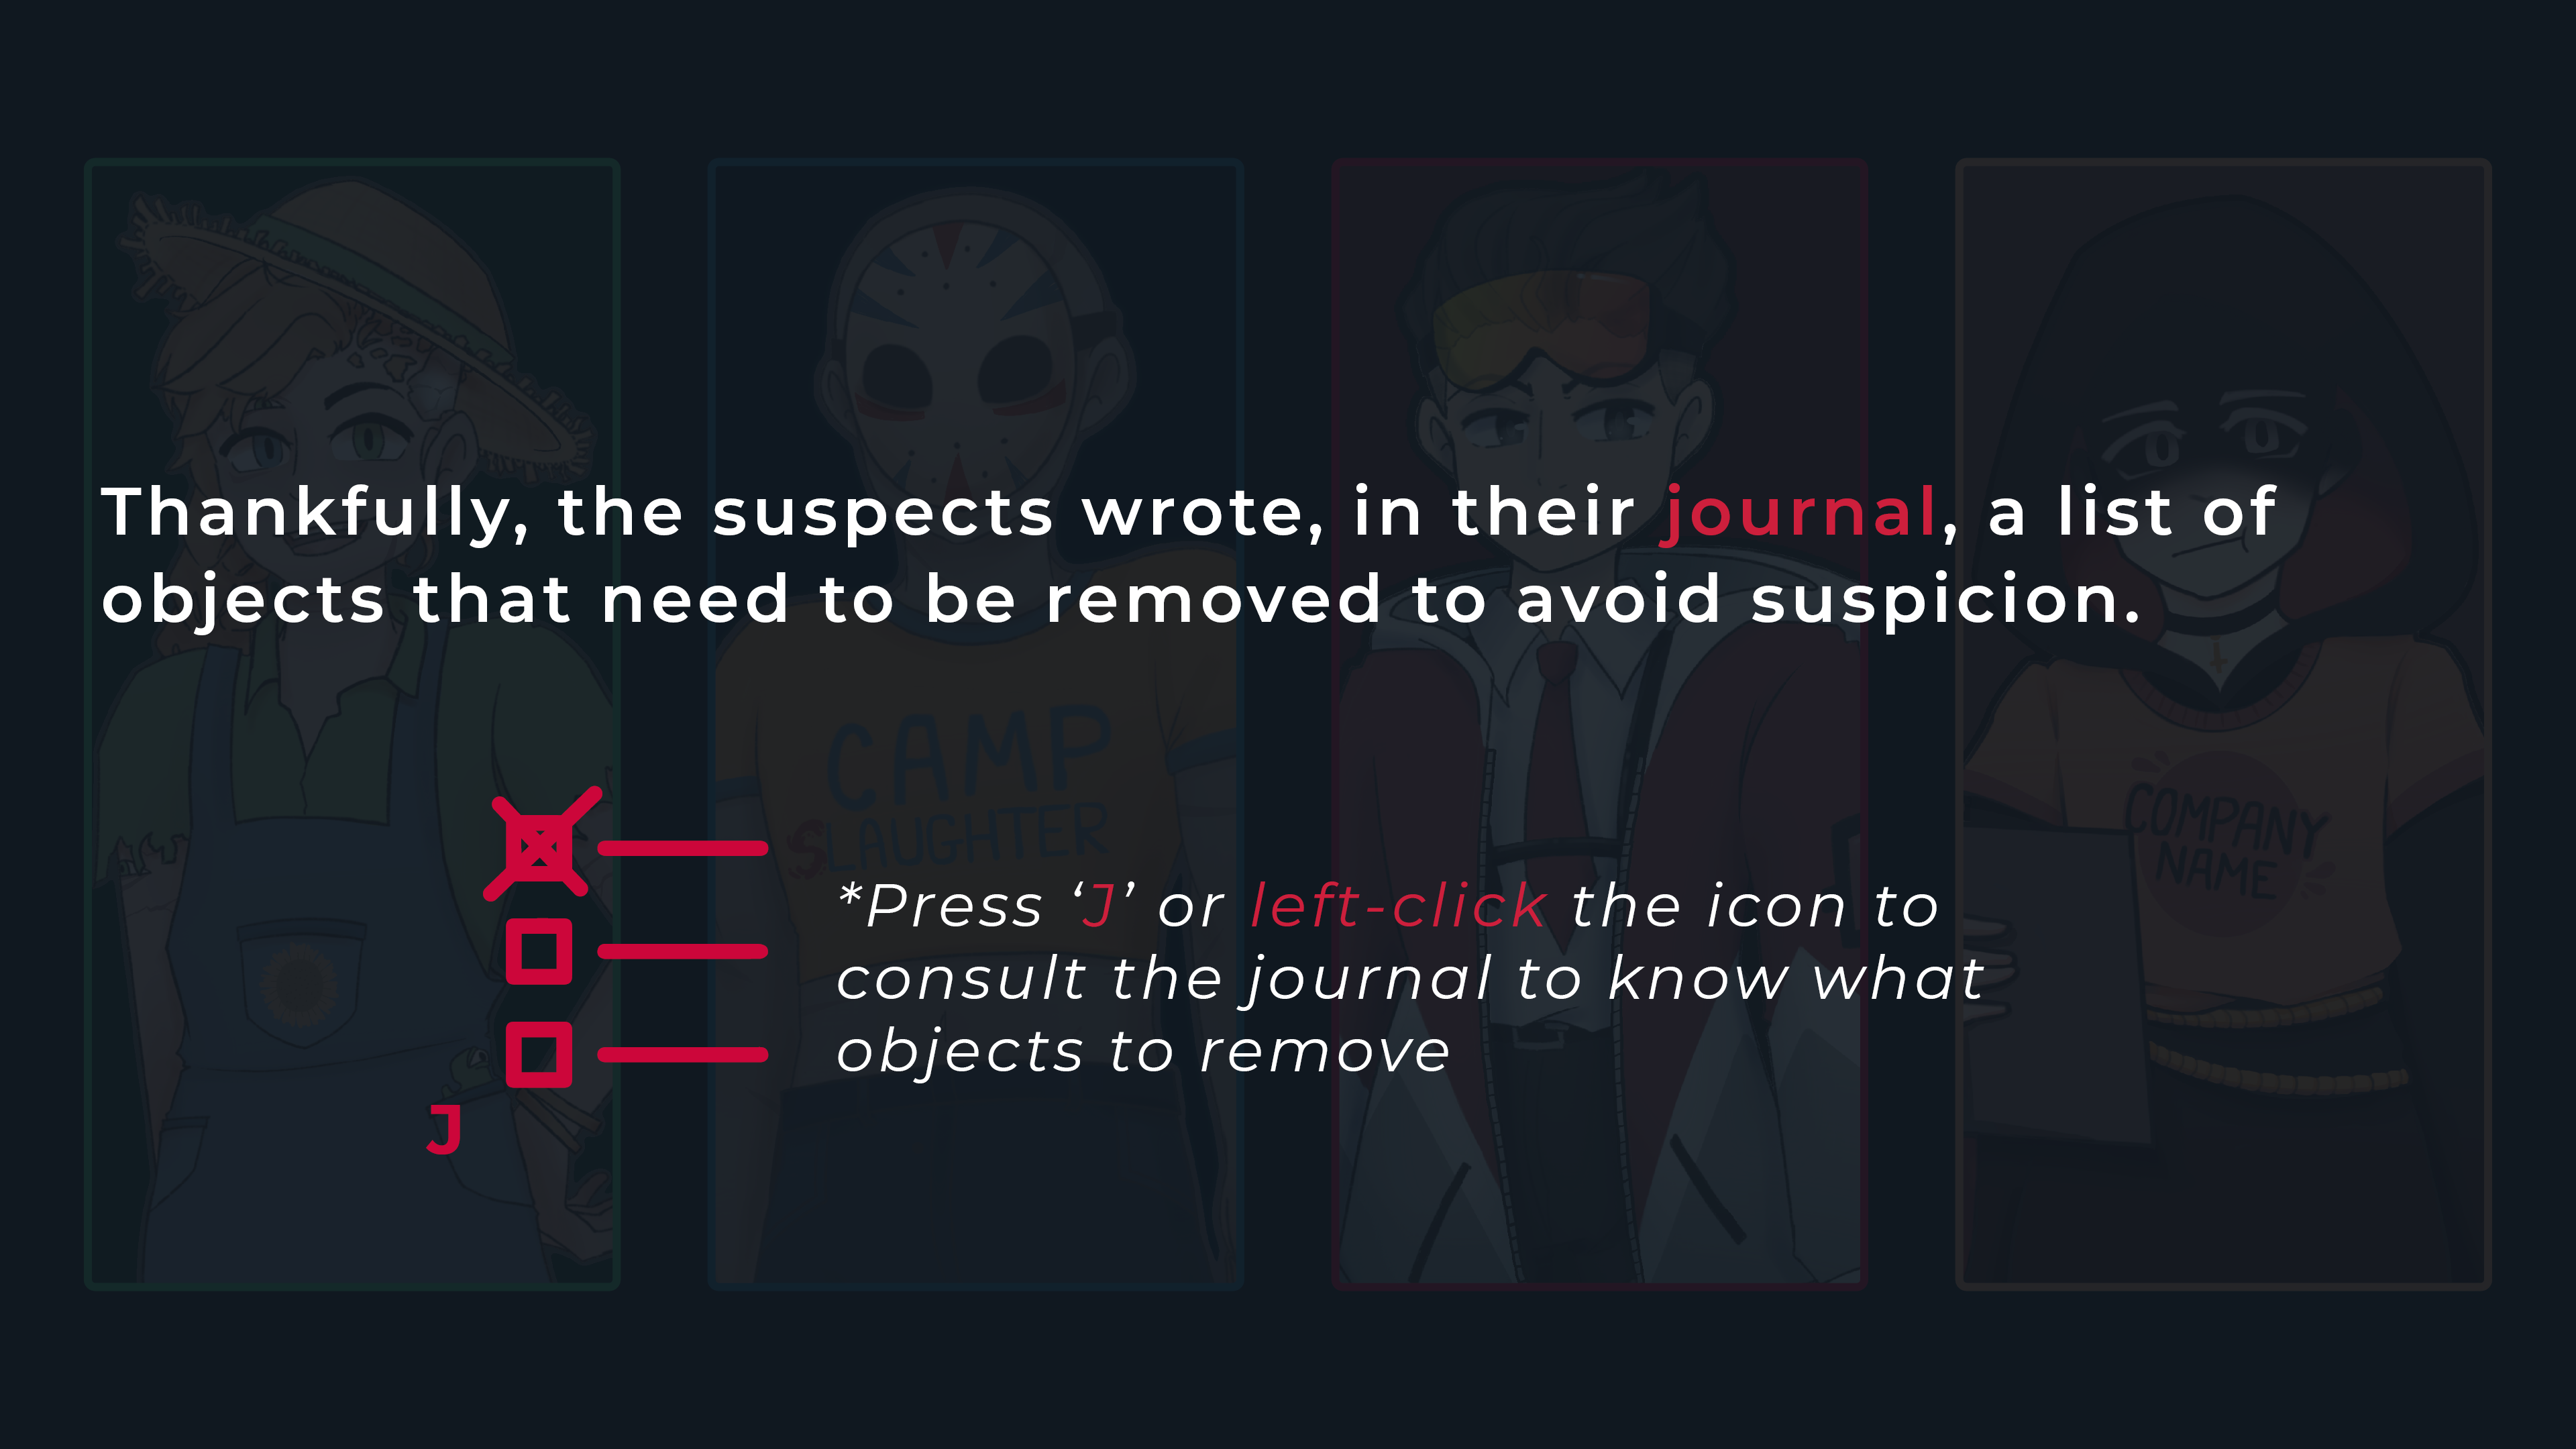 Thankfully, the suspects wrote, in their journal, a list of
objects that need to be removed to avoid suspicion.
CAMP
SLAUGHTER
COMPANY
NAME
*Press ‘J’ or left-click the icon to
consult the journal to know what
objects to remove
J